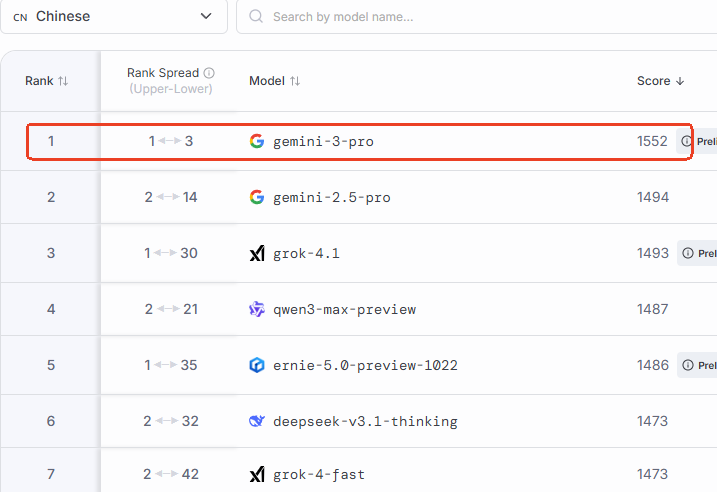 CN Chinese
Search by model name...
Rank
Rank Spread
(Upper-Lower)
Model
Score
1 1 3 gemini-3-pro 1552 Preli
2 2 14 gemini-2.5-pro 1494
3 1 30 grok-4.1 1493 Preli
4 2 21 qwen3-max-preview 1487
5 1 35 ernie-5.0-preview-1022 1486 Preli
6 2 32 deepseek-v3.1-thinking 1473
7 2 42 grok-4-fast 1473